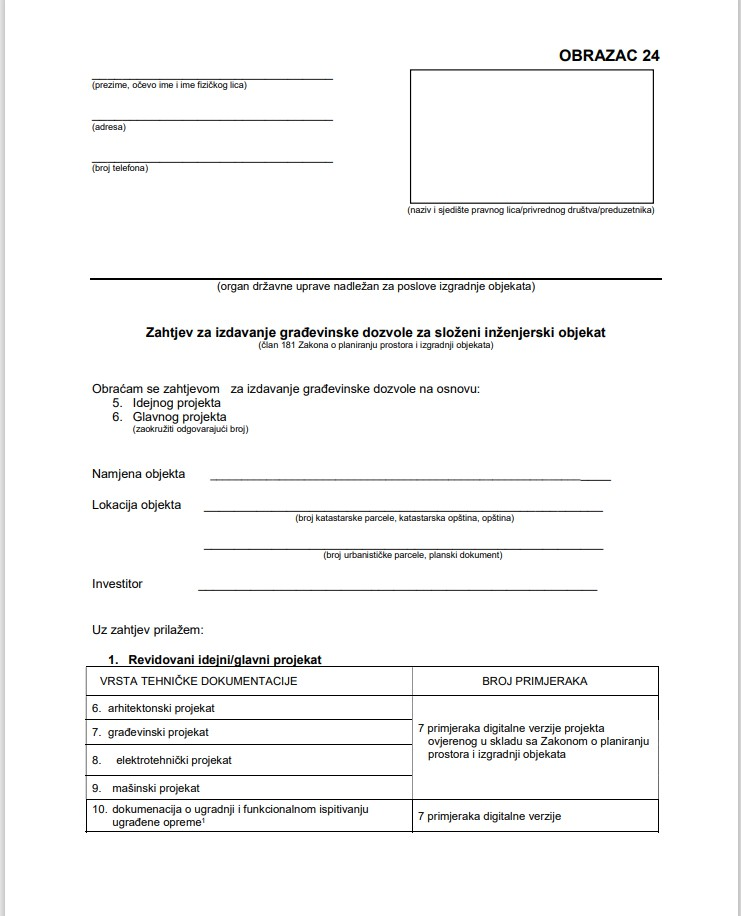 OBRAZAC 24
(prezime, očevo ime i ime fizičkog lica)
(adresa)
(broj telefona)
(naziv i sjedište pravnog lica/privrednog društva/preduzetnika)
(organ državne uprave nadležan za poslove izgradnje objekata)
Zahtjev za izdavanje građevinske dozvole za složeni inženjerski objekat
(član 181 Zakona o planiranju prostora i izgradnji objekata)
Obraćam se zahtjevom za izdavanje građevinske dozvole na osnovu:
5. Idejnog projekta
6. Glavnog projekta
(zaokružiti odgovarajući broj)
Namjena objekta
Lokacija objekta
(broj katastarske parcele, katastarska opština, opština)
(broj urbanističke parcele, planski dokument)
Investitor
Uz zahtjev prilažem:
1. Revidovani idejni/glavni projekat
VRSTA TEHNIČKE DOKUMENTACIJE
BROJ PRIMJERAKA
6. arhitektonski projekat
7. građevinski projekat
8. elektrotehnički projekat
9. mašinski projekat
7 primjeraka digitalne verzije projekta
ovjerenog u skladu sa Zakonom o planiranju
prostora i izgradnji objekata
10. dokumenacija o ugradnji i funkcionalnom ispitivanju
ugrađene opreme¹
7 primjeraka digitalne verzije